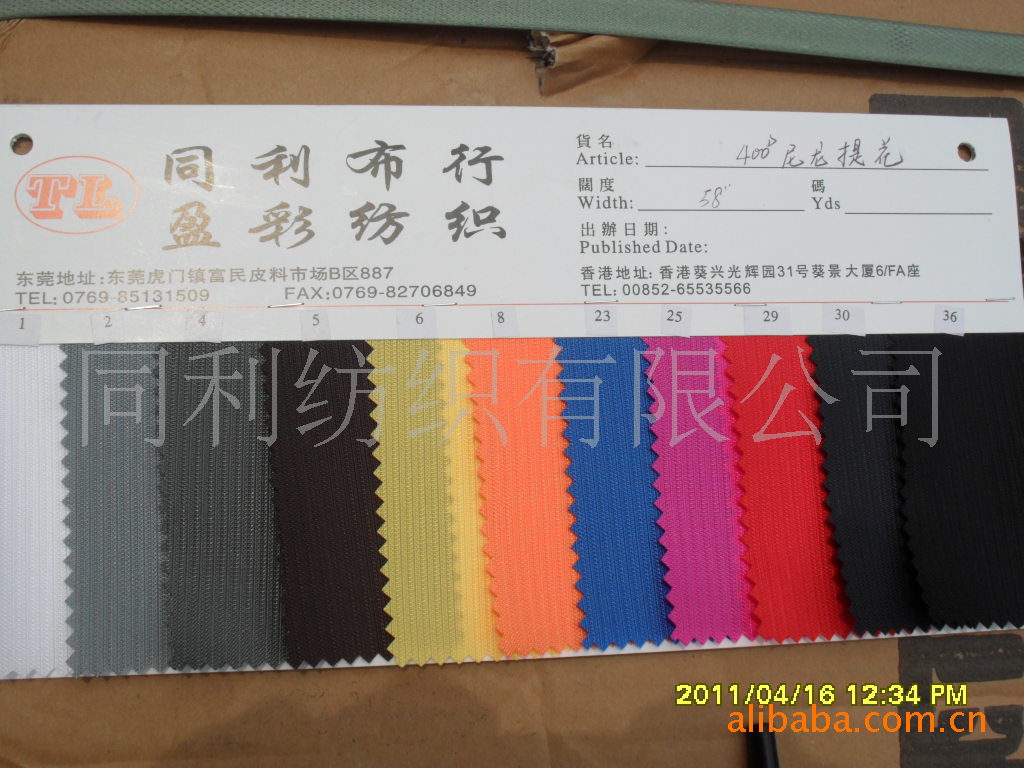 TL
同利布行
盈彩纺织
东莞地址:东莞虎门镇富民皮料市场B区887
TEL:0769-85131509 FAX:0769-82706849
貨名
Article: 400D尼龙提花
闊度 碼
Width: 58" Yds
出辦日期:
Published Date:
香港地址: 香港葵兴光辉园31号葵景大厦6/FA座
TEL: 00852-65535566
1 2 4 5 6 8 23 25 29 30 36
同利纺织有限公司
2011/04/16 12:34 PM
alibaba.com.cn